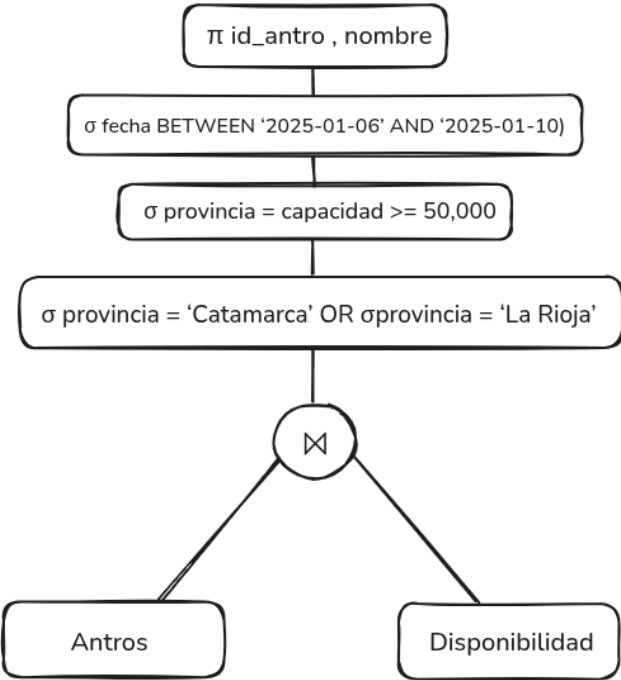 π id_antro , nombre
σ fecha BETWEEN ‘2025-01-06’ AND ‘2025-01-10)
σ provincia = capacidad >= 50,000
σ provincia = ‘Catamarca’ OR σprovincia = ‘La Rioja’
⋈
Antros
Disponibilidad